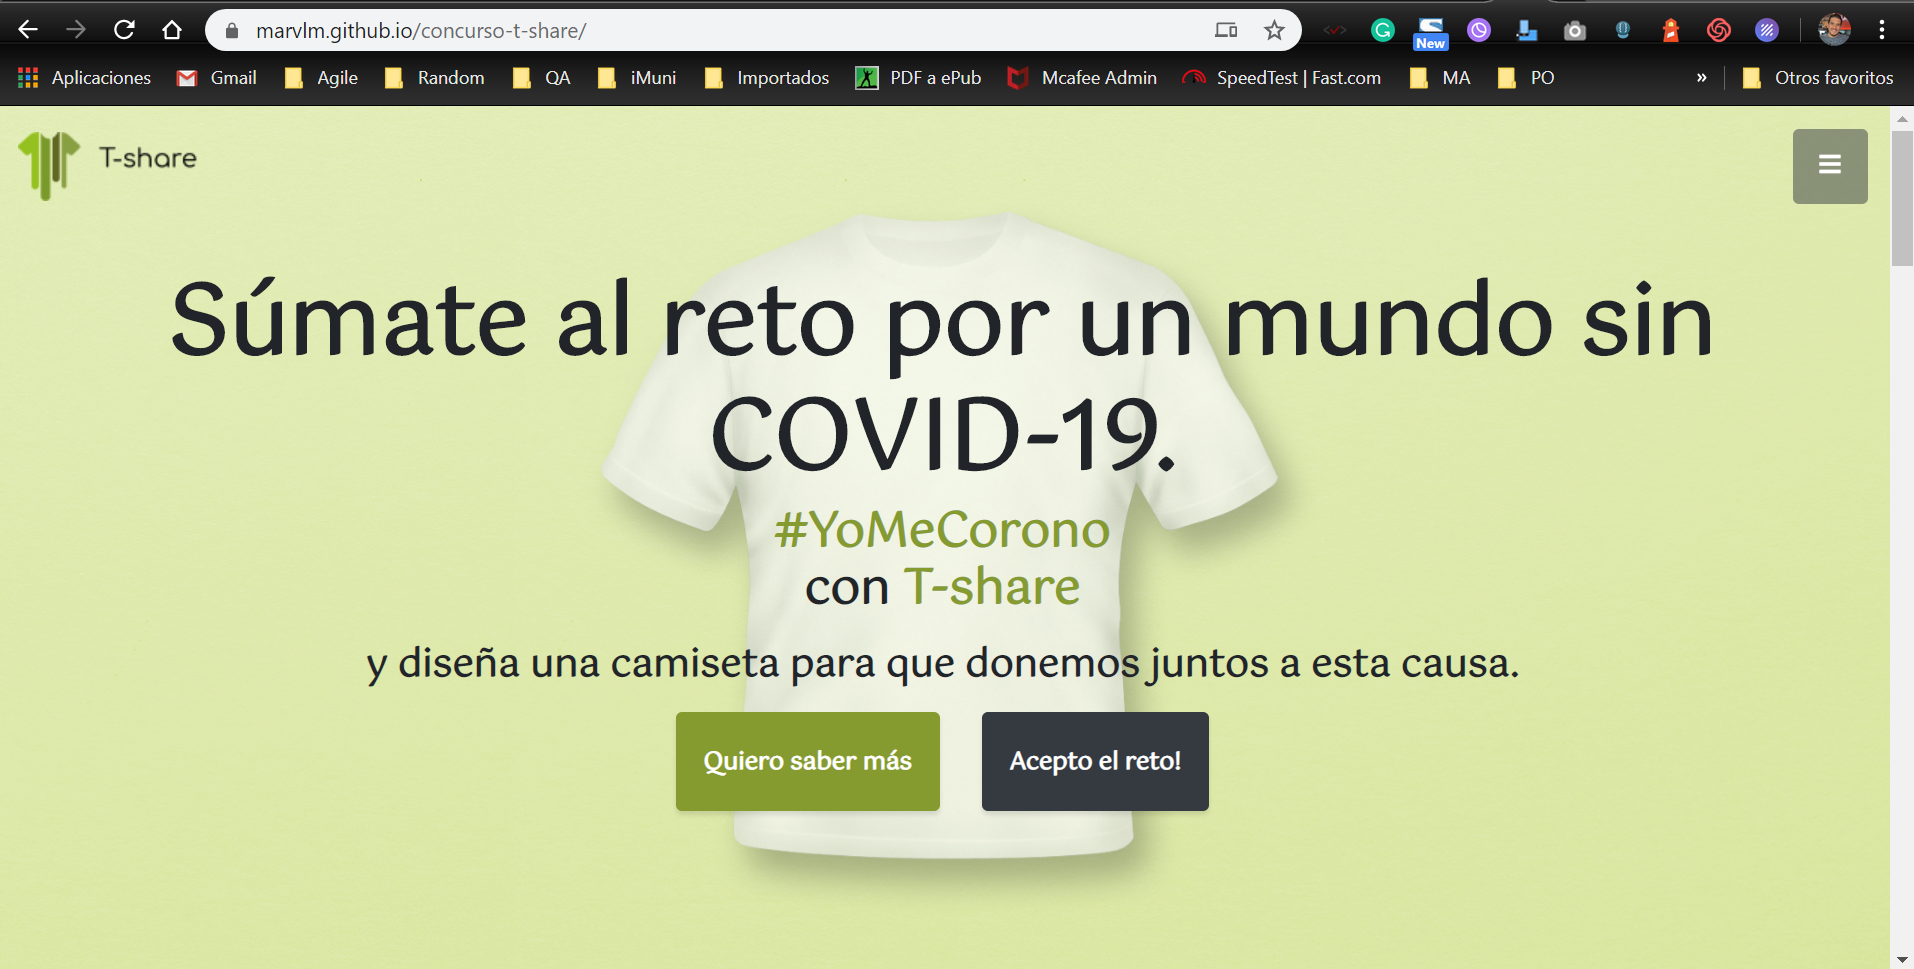 marvlm.github.io/concurso-t-share/
New
Aplicaciones Gmail Agile Random QA iMuni Importados PDF a ePub Mcafee Admin SpeedTest | Fast.com MA PO » Otros favoritos
T-share
Súmate al reto por un mundo sin
COVID-19.
#YoMeCorono
con T-share
y diseña una camiseta para que donemos juntos a esta causa.
Quiero saber más Acepto el reto!